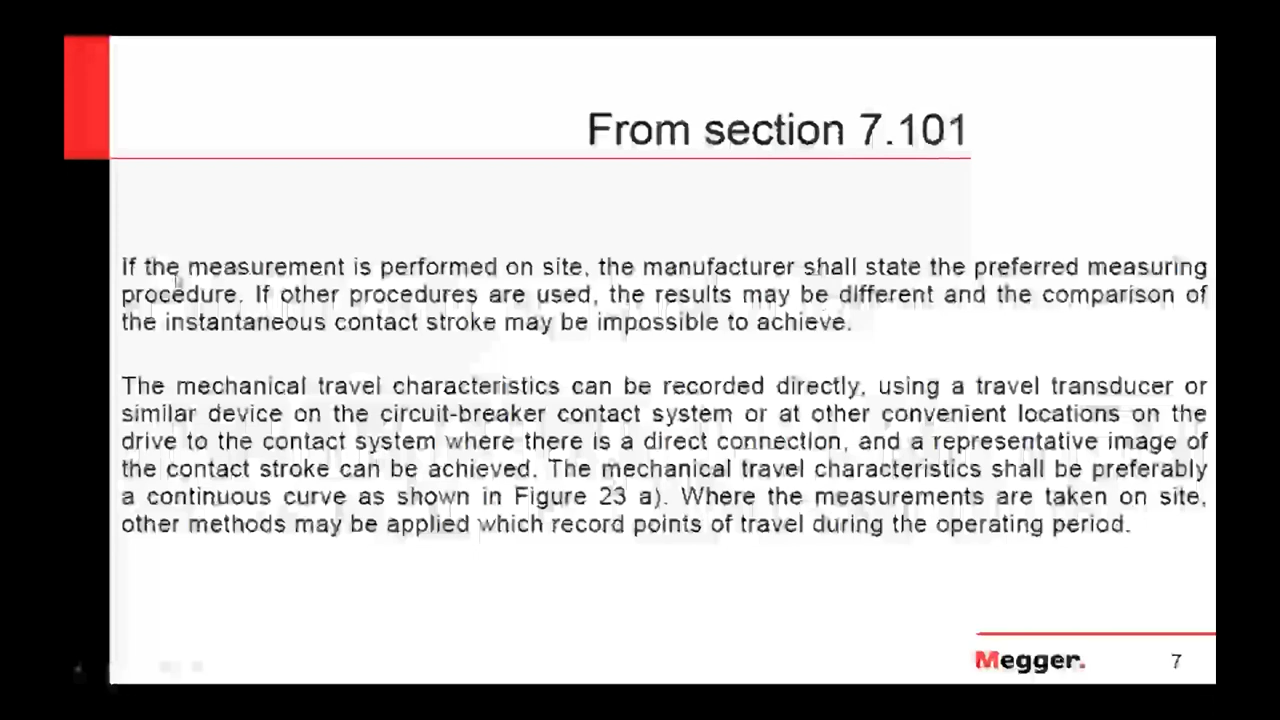 From section 7.101
If the measurement is performed on site, the manufacturer shall state the preferred measuring
procedure. If other procedures are used, the results may be different and the comparison of
the instantaneous contact stroke may be impossible to achieve.
The mechanical travel characteristics can be recorded directly, using a travel transducer or
similar device on the circuit-breaker contact system or at other convenient locations on the
drive to the contact system where there is a direct connection, and a representative image of
the contact stroke can be achieved. The mechanical travel characteristics shall be preferably
a continuous curve as shown in Figure 23 a). Where the measurements are taken on site,
other methods may be applied which record points of travel during the operating period.
Megger.
7